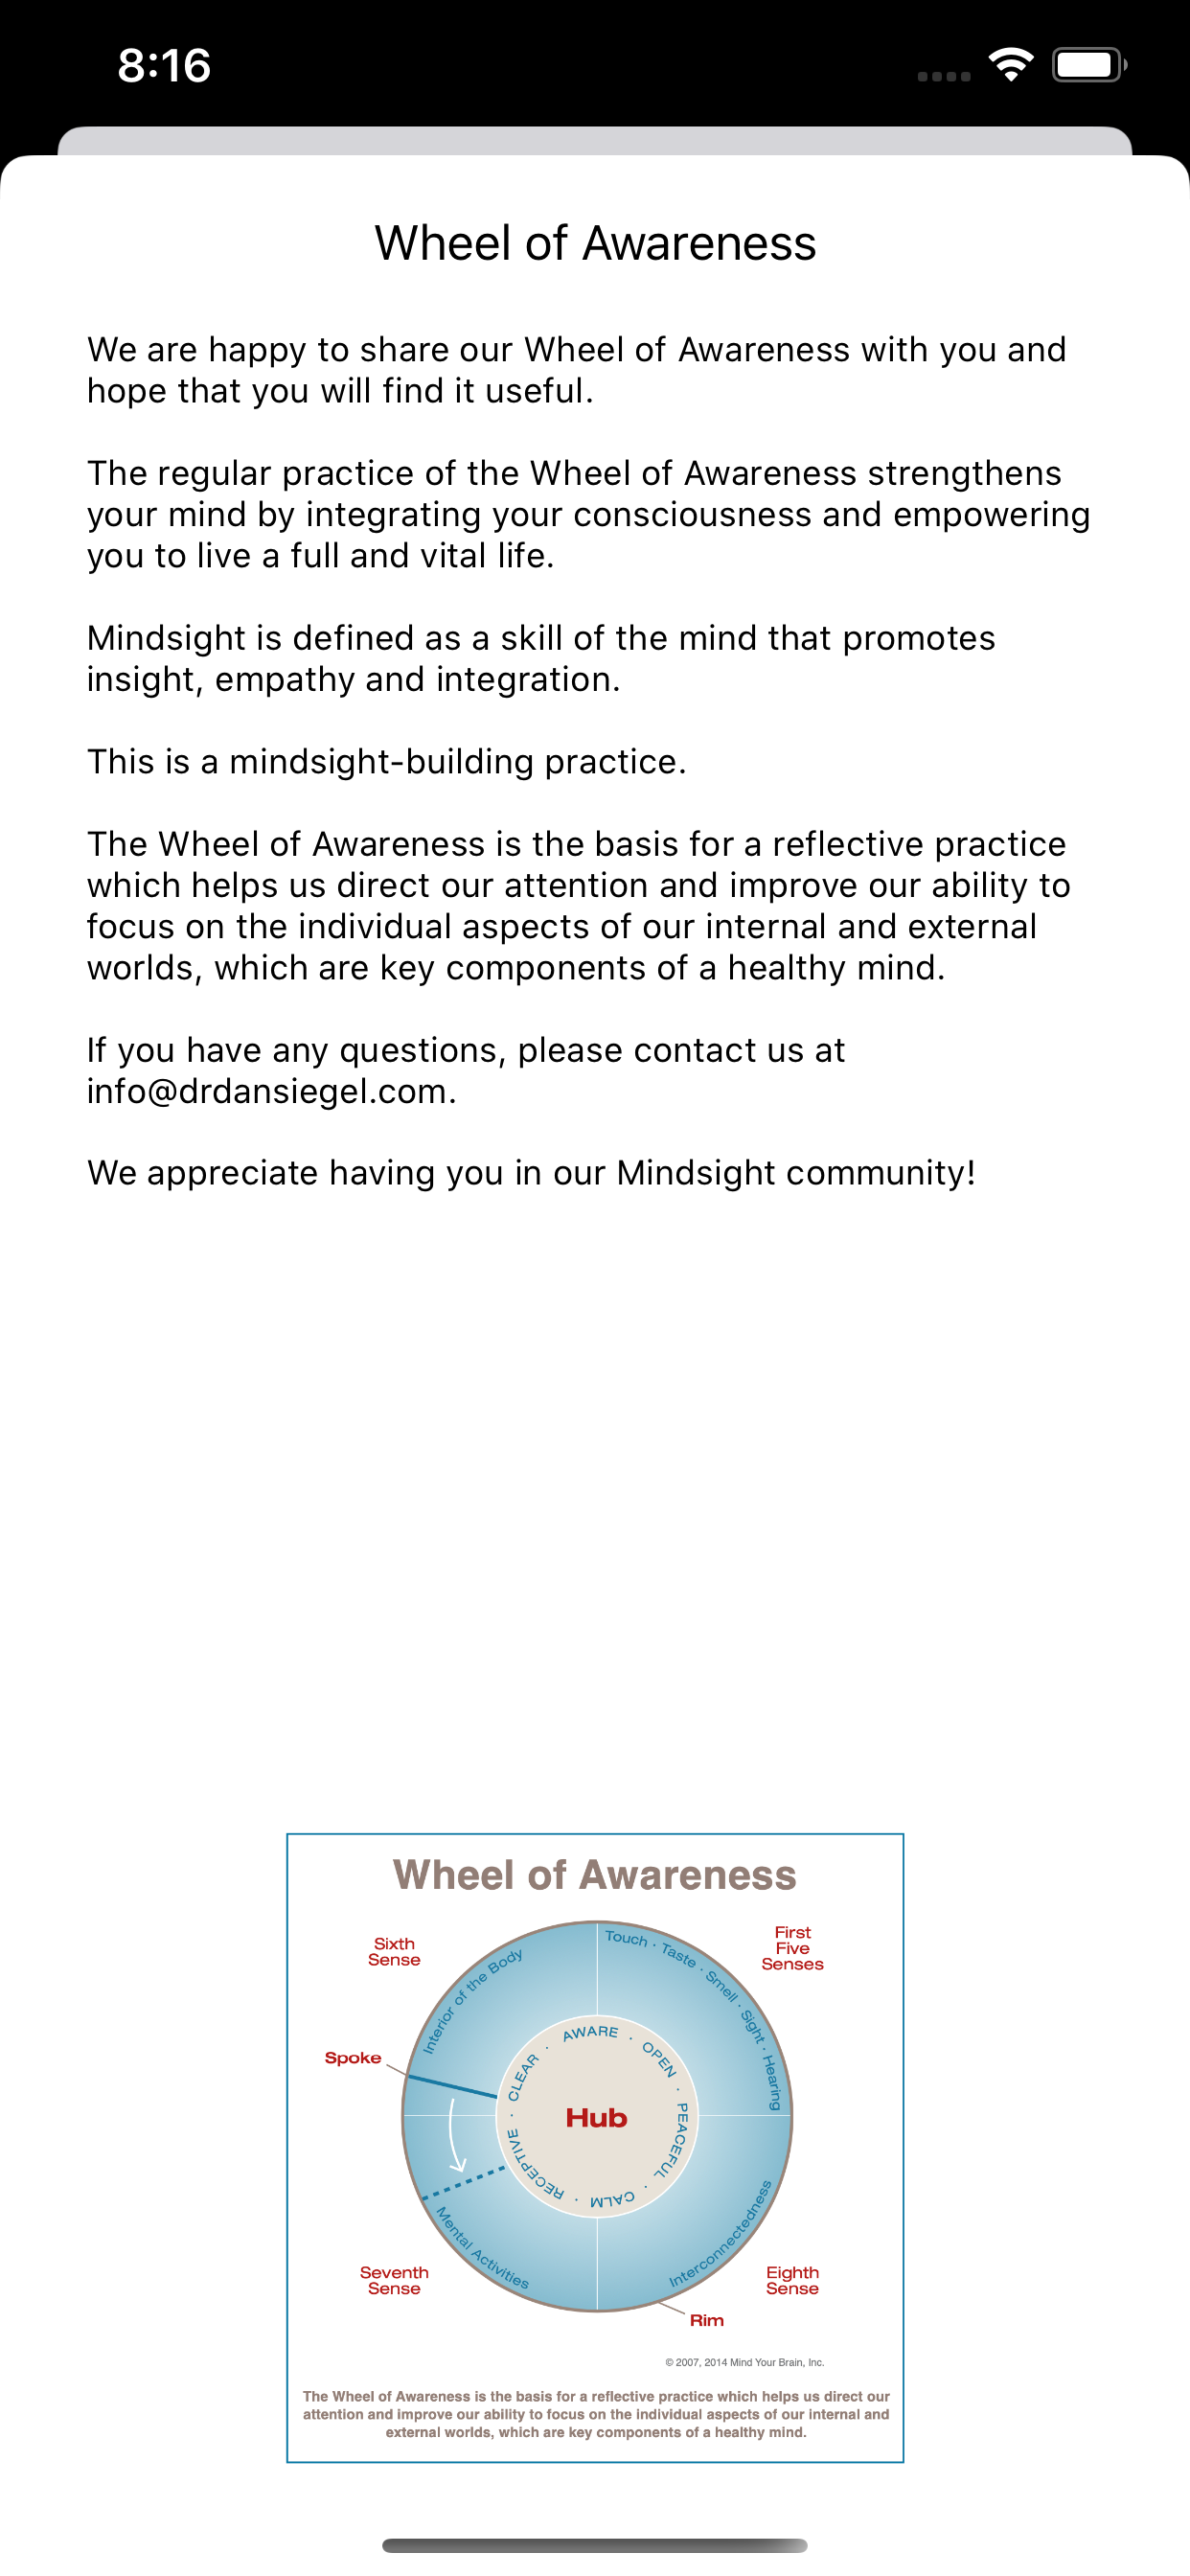 8:16
Wheel of Awareness
We are happy to share our Wheel of Awareness with you and
hope that you will find it useful.
The regular practice of the Wheel of Awareness strengthens
your mind by integrating your consciousness and empowering
you to live a full and vital life.
Mindsight is defined as a skill of the mind that promotes
insight, empathy and integration.
This is a mindsight-building practice.
The Wheel of Awareness is the basis for a reflective practice
which helps us direct our attention and improve our ability to
focus on the individual aspects of our internal and external
worlds, which are key components of a healthy mind.
If you have any questions, please contact us at
info@drdansiegel.com.
We appreciate having you in our Mindsight community!
Wheel of Awareness
Sixth
Sense
First
Five
Senses
Interior of the Body
Touch · Taste · Smell · Sight · Hearing
Spoke
AWARE · OPEN · PEACEFUL · CALM · RECEPTIVE · CLEAR ·
Hub
Mental Activities
Interconnectedness
Seventh
Sense
Eighth
Sense
Rim
© 2007, 2014 Mind Your Brain, Inc.
The Wheel of Awareness is the basis for a reflective practice which helps us direct our
attention and improve our ability to focus on the individual aspects of our internal and
external worlds, which are key components of a healthy mind.